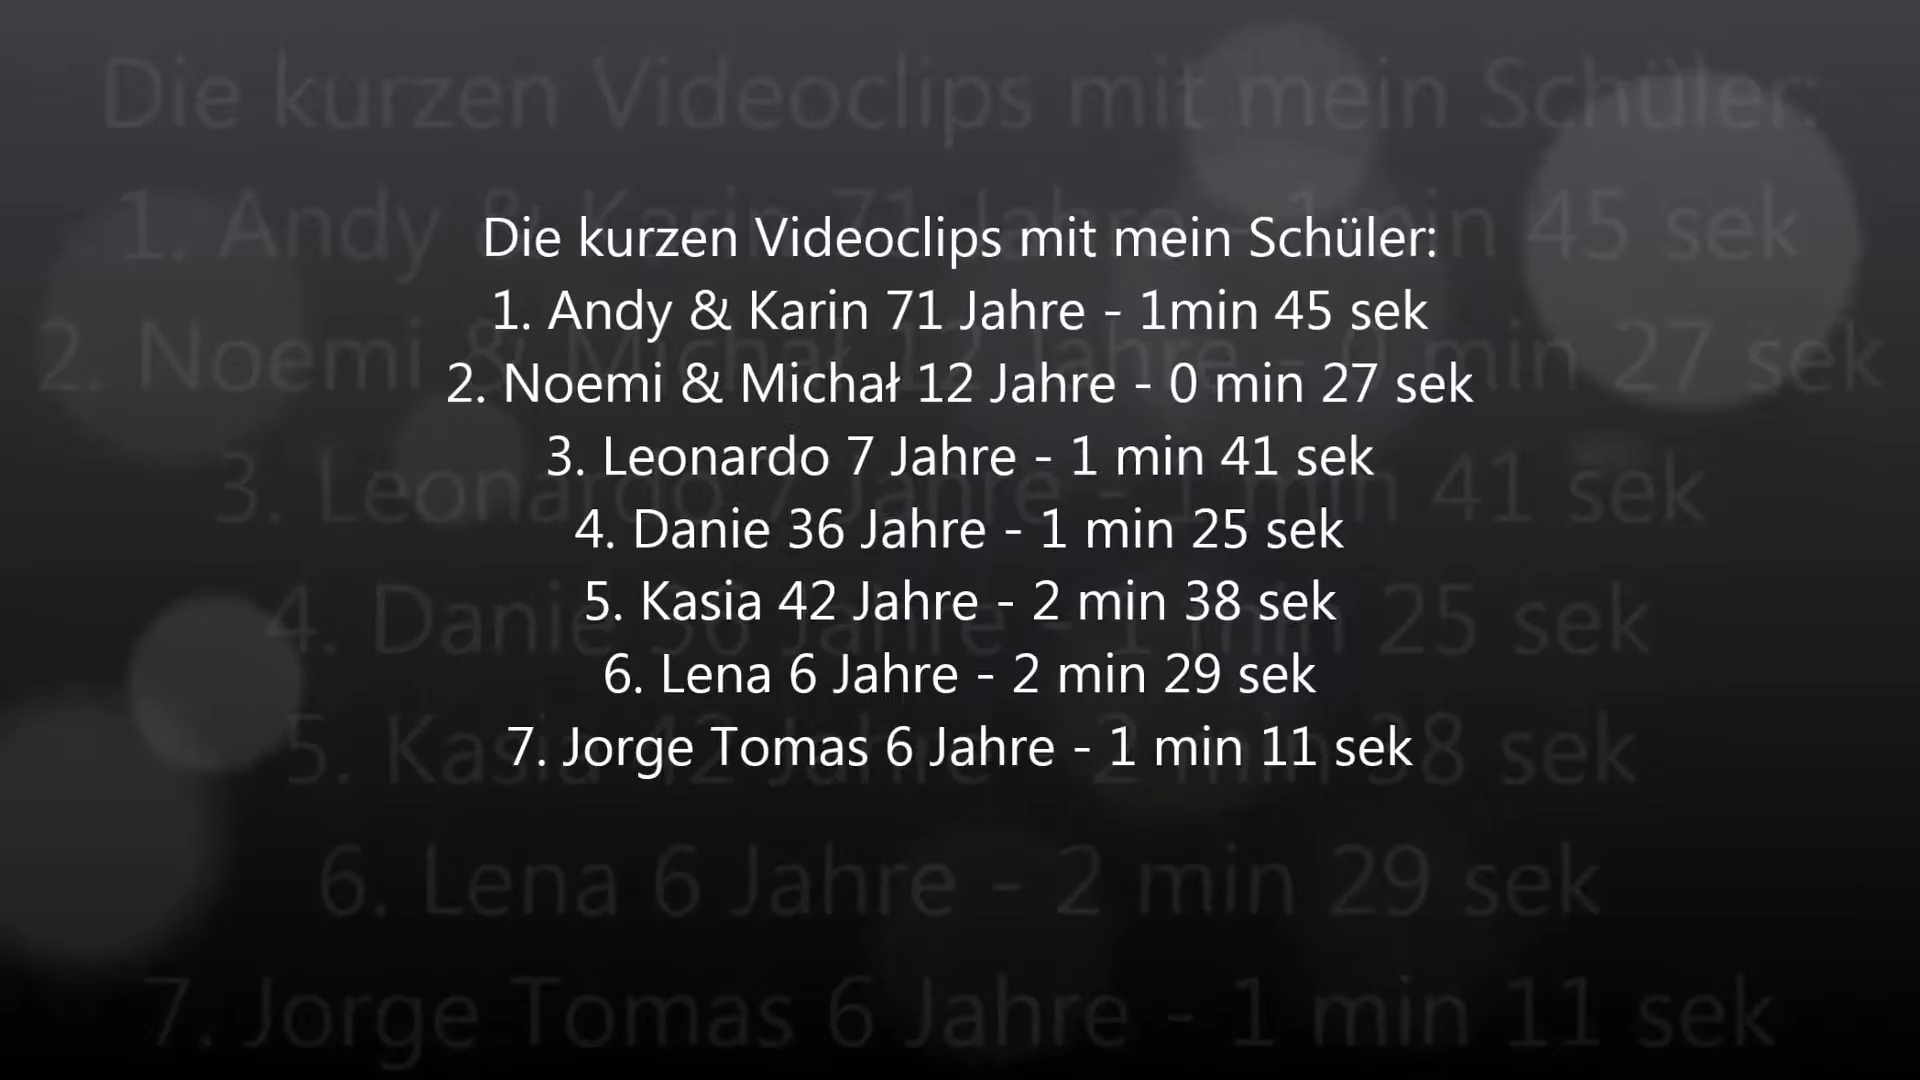 Die kurzen Videoclips mit mein Schüler:
1. Andy & Karin 71 Jahre - 1min 45 sek
2. Noemi & Michał 12 Jahre - 0 min 27 sek
3. Leonardo 7 Jahre - 1 min 41 sek
4. Danie 36 Jahre - 1 min 25 sek
5. Kasia 42 Jahre - 2 min 38 sek
6. Lena 6 Jahre - 2 min 29 sek
7. Jorge Tomas 6 Jahre - 1 min 11 sek